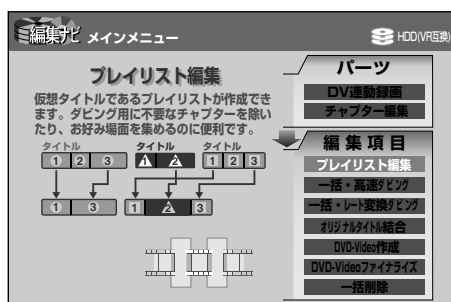 編集ナビ メインメニュー
HDD(VR互換)
プレイリスト編集
仮想タイトルであるプレイリストが作成でき
ます。ダビング用に不要なチャプターを除い
たり、お好み場面を集めるのに便利です。
タイトル タイトル タイトル
1 2 3 1 2 1 2 3
1 3 1 2 3
パーツ
DV連動録画
チャプター編集
編集項目
プレイリスト編集
一括・高速ダビング
一括・レート変換ダビング
オリジナルタイトル結合
DVD-Video作成
DVD-Videoファイナライズ
一括削除